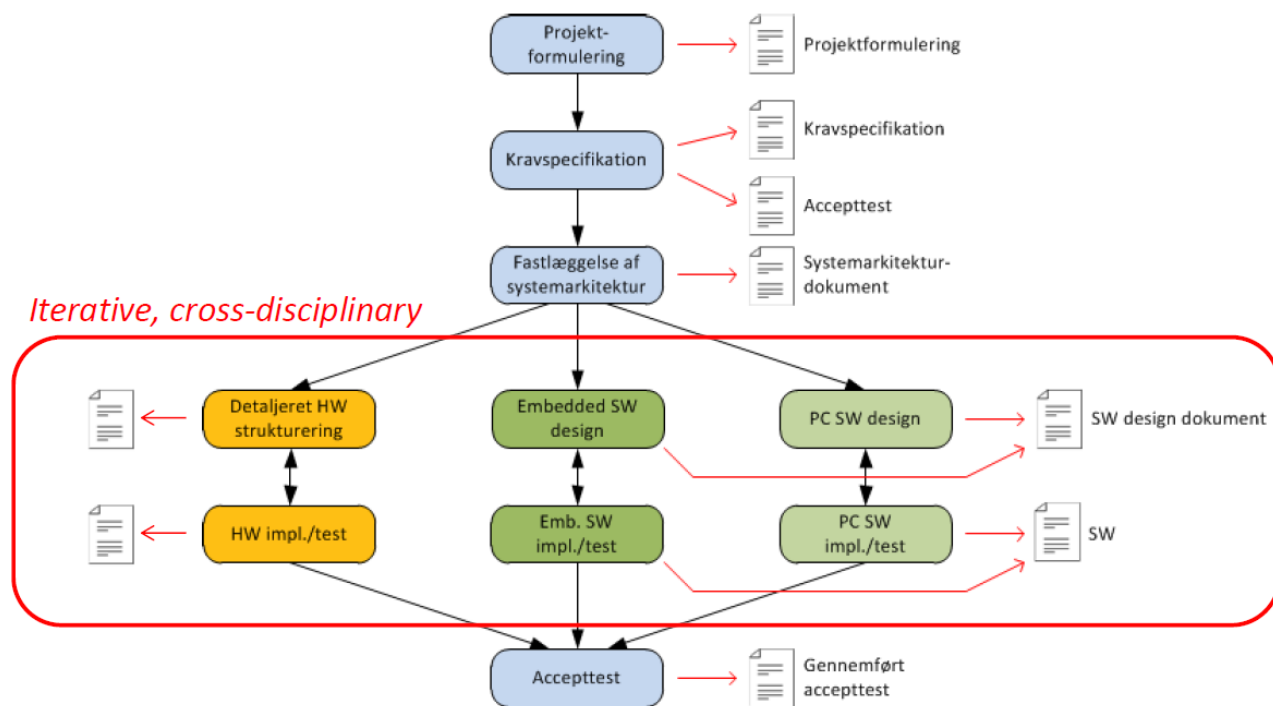 Projekt-
formulering
Projektformulering
Kravspecifikation
Kravspecifikation
Accepttest
Fastlæggelse af
systemarkitektur
Systemarkitektur-
dokument
Iterative, cross-disciplinary
Detaljeret HW
strukturering
Embedded SW
design
PC SW design
SW design dokument
HW impl./test
Emb. SW
impl./test
PC SW
impl./test
SW
Accepttest
Gennemført
accepttest